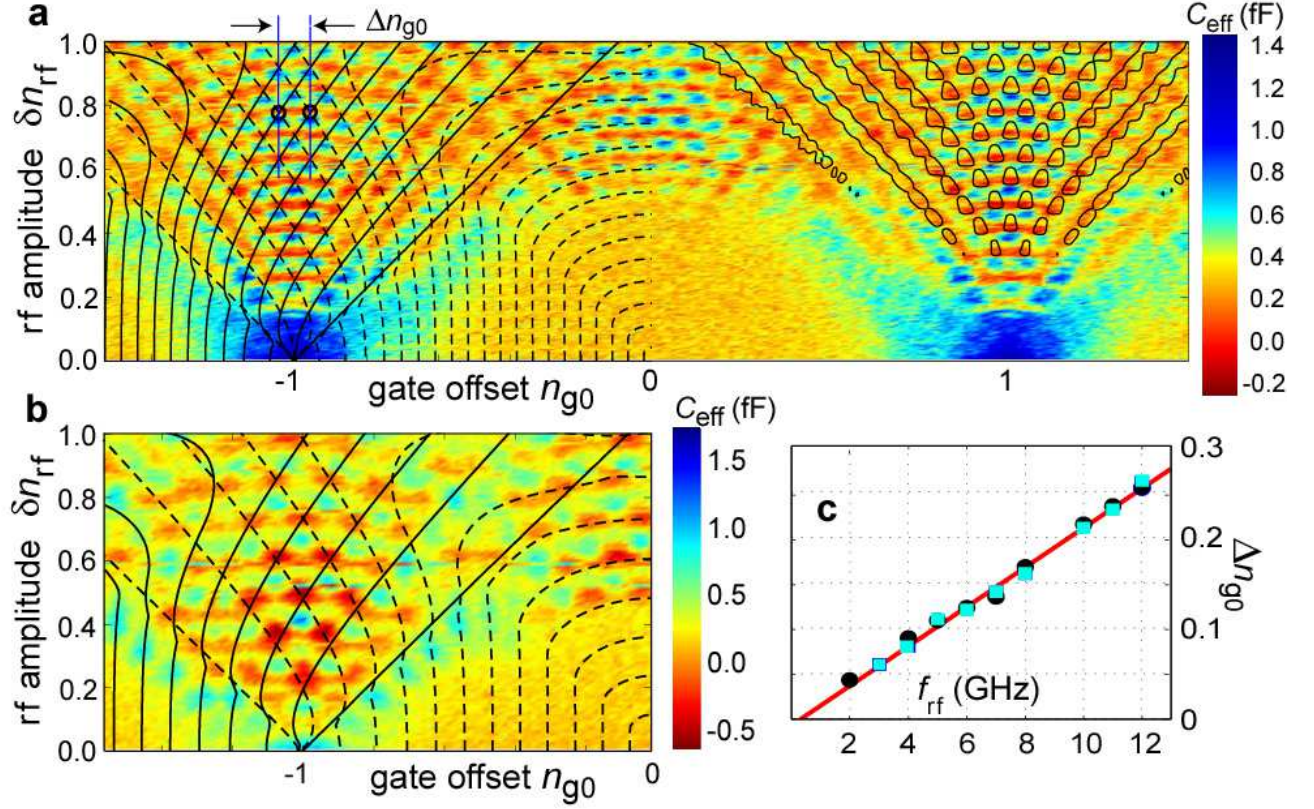 a
Δn_g0
C_eff (fF)
rf amplitude δn_rf
1.0
0.8
0.6
0.4
0.2
0.0
-1
0
1
gate offset n_g0
1.4
1.2
1.0
0.8
0.6
0.4
0.2
0.0
-0.2
b
C_eff (fF)
rf amplitude δn_rf
1.0
0.8
0.6
0.4
0.2
0.0
-1
0
gate offset n_g0
1.5
1.0
0.5
0.0
-0.5
c
0.3
0.2
0.1
0
Δn_g0
f_rf (GHz)
2 4 6 8 10 12